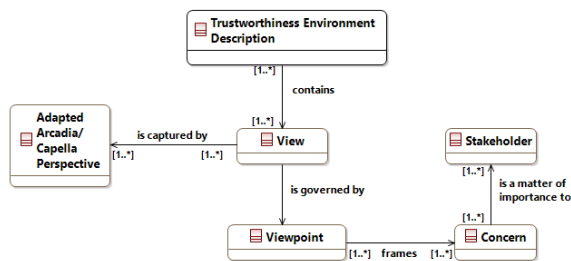 Trustworthiness Environment
Description
[1..*]
contains
[1..*]
Adapted
Arcadia/
Capella
Perspective
is captured by
[1..*]
[1..*]
View
Stakeholder
[1..*]
is governed by
is a matter of
importance to
[1..*]
Viewpoint
[1..*]
frames
[1..*]
Concern